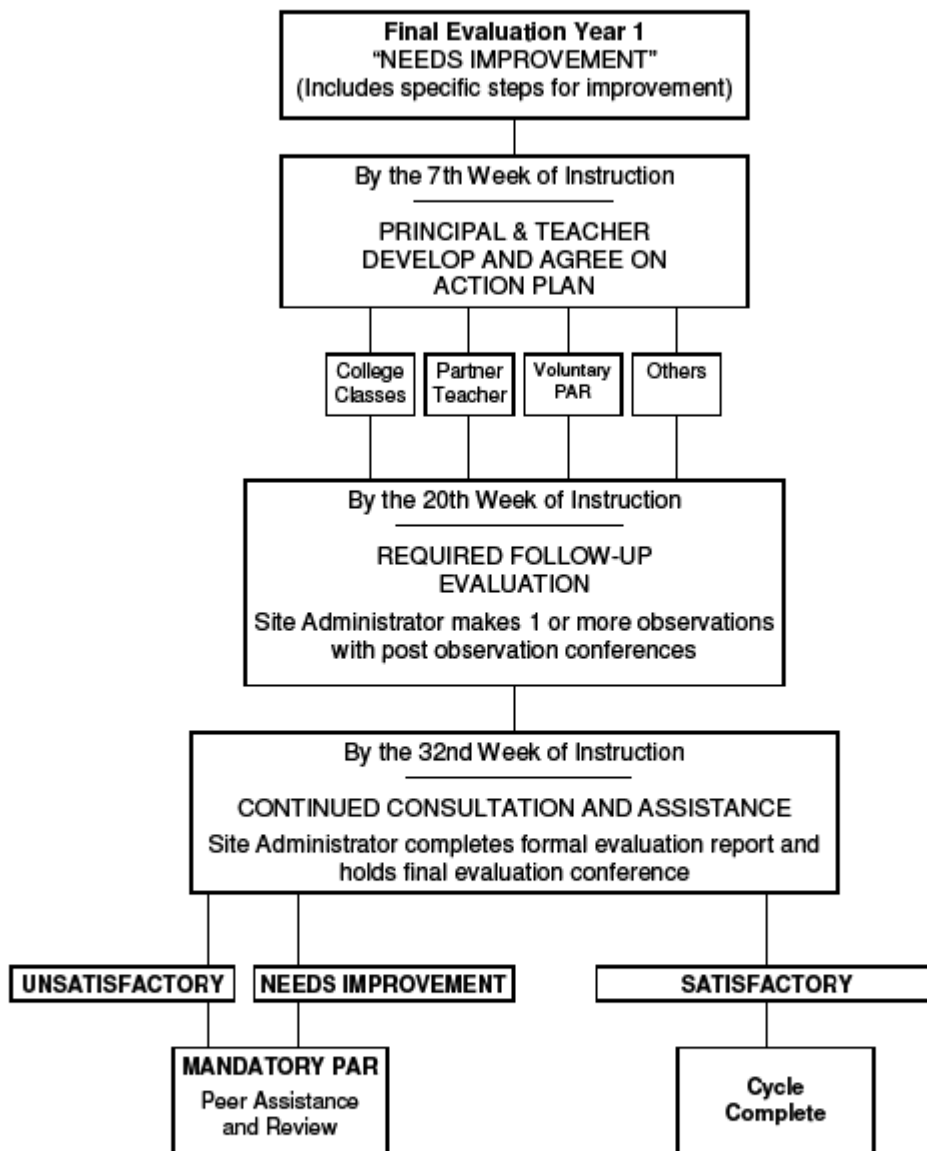 Final Evaluation Year 1
“NEEDS IMPROVEMENT”
(Includes specific steps for improvement)
By the 7th Week of Instruction
PRINCIPAL & TEACHER
DEVELOP AND AGREE ON
ACTION PLAN
College
Classes
Partner
Teacher
Voluntary
PAR
Others
By the 20th Week of Instruction
REQUIRED FOLLOW-UP
EVALUATION
Site Administrator makes 1 or more observations
with post observation conferences
By the 32nd Week of Instruction
CONTINUED CONSULTATION AND ASSISTANCE
Site Administrator completes formal evaluation report and
holds final evaluation conference
UNSATISFACTORY
NEEDS IMPROVEMENT
SATISFACTORY
MANDATORY PAR
Peer Assistance
and Review
Cycle
Complete